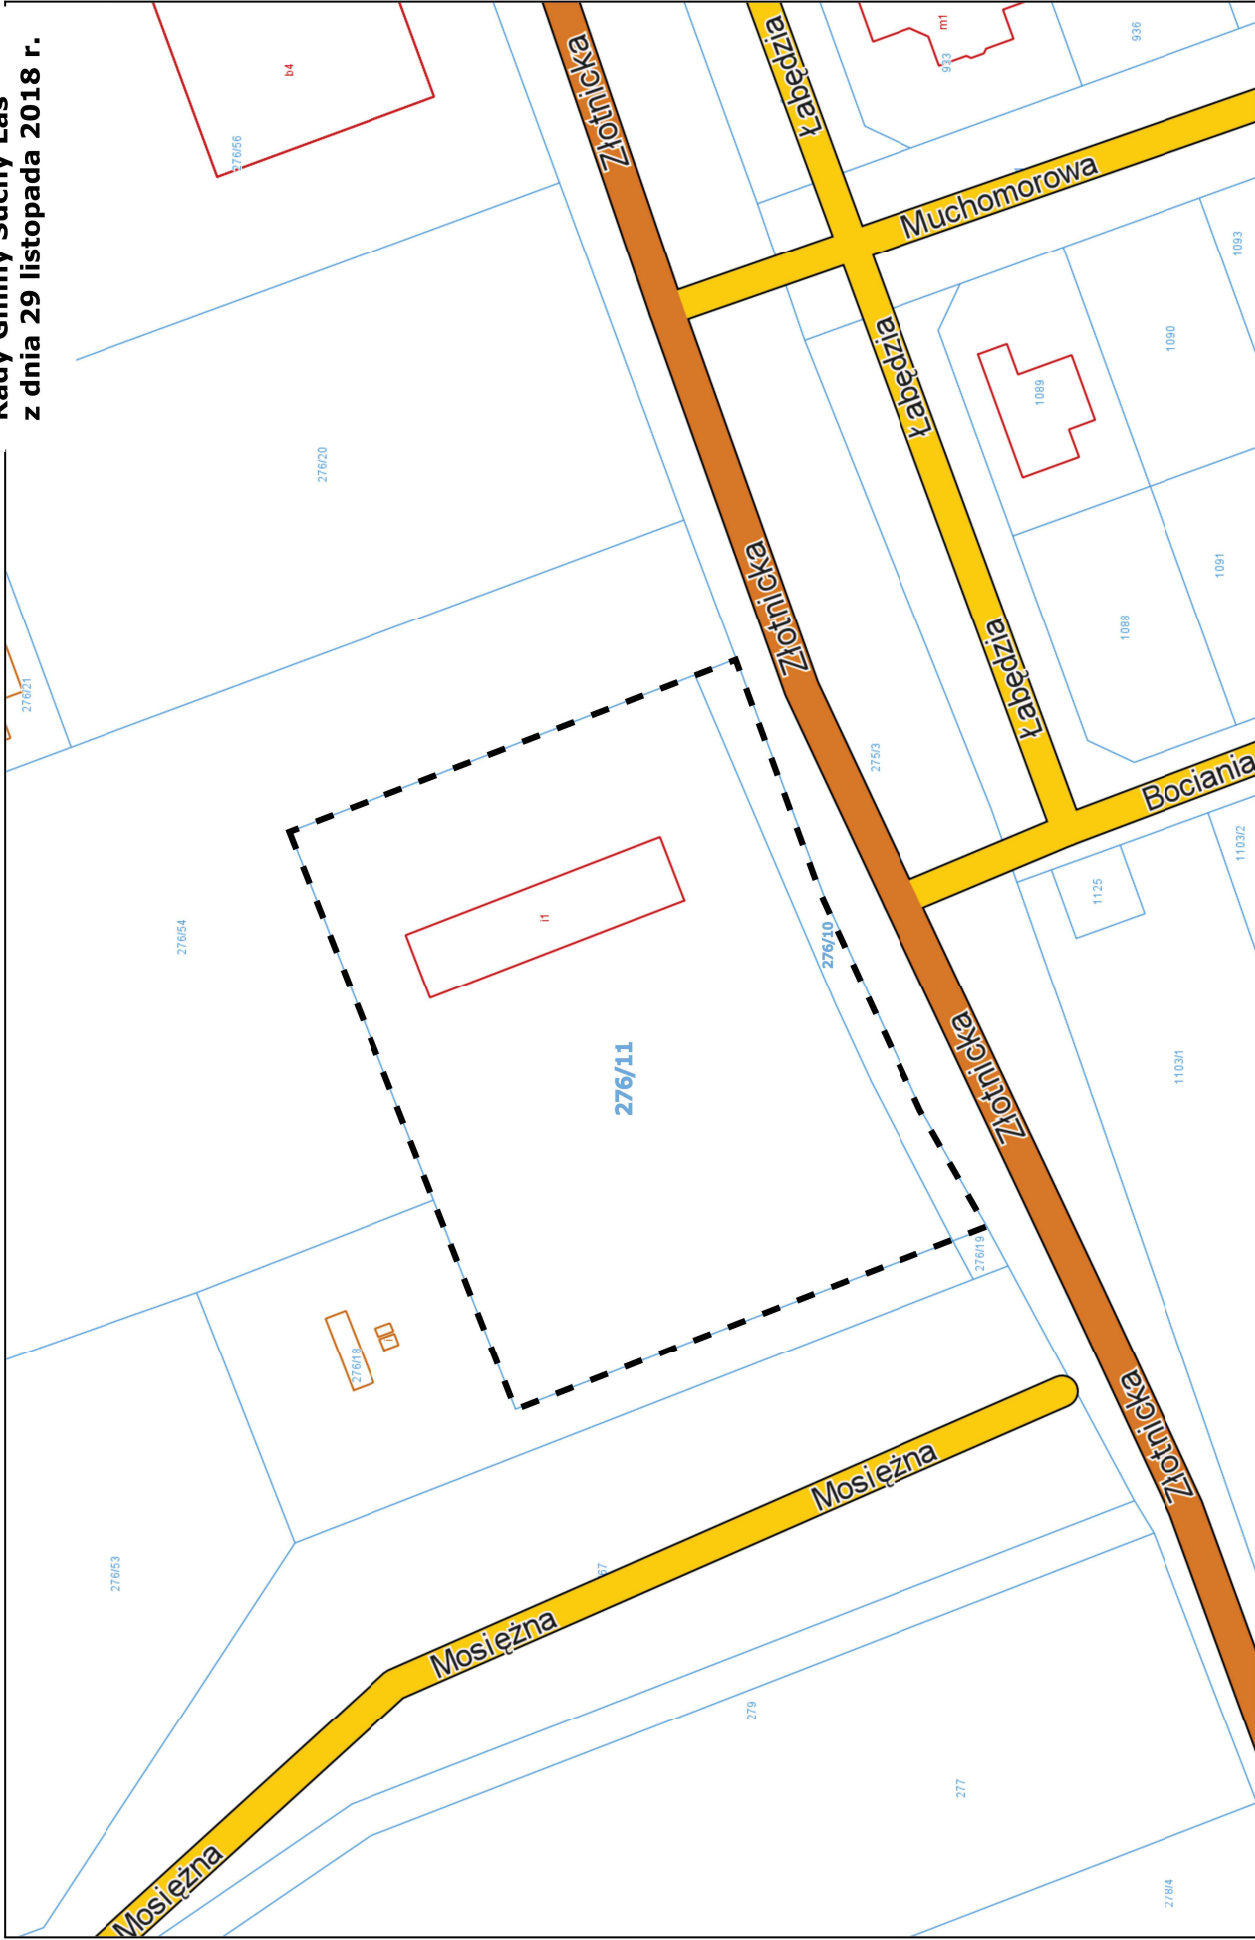 Rady Gminy Suchy Las
z dnia 29 listopada 2018 r.
b4
276/56
Złotnicka
Łabędzia
m1
933
936
Muchomorowa
1093
1090
1089
Łabędzia
276/20
276/21
Złotnicka
Łabędzia
1088
1091
275/3
Bociania
1103/2
1125
276/54
i1
276/10
276/11
Złotnicka
1103/1
276/19
276/18
Złotnicka
Mosiężna
276/53
67
Mosiężna
279
277
Mosiężna
278/4